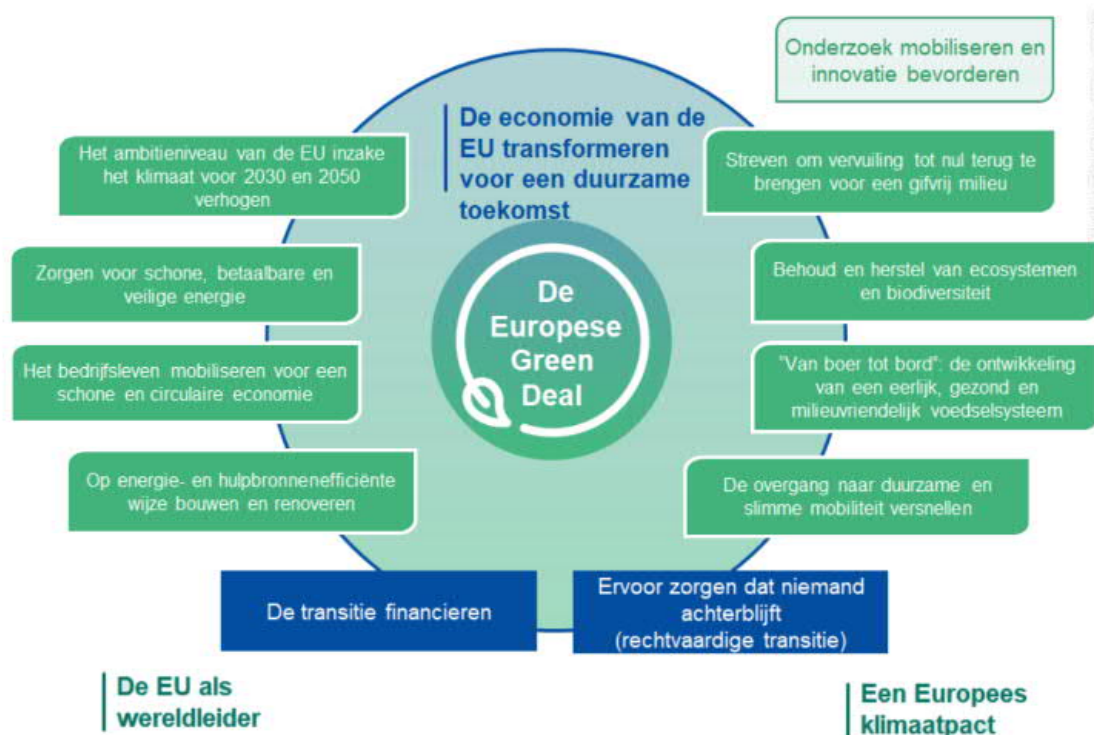 Onderzoek mobiliseren en
innovatie bevorderen
De economie van de
EU transformeren
voor een duurzame
toekomst
Het ambitieniveau van de EU inzake
het klimaat voor 2030 en 2050
verhogen
Streven om vervuiling tot nul terug te
brengen voor een gifvrij milieu
Zorgen voor schone, betaalbare en
veilige energie
Behoud en herstel van ecosystemen
en biodiversiteit
De
Europese
Green
Deal
Het bedrijfsleven mobiliseren voor een
schone en circulaire economie
"Van boer tot bord": de ontwikkeling
van een eerlijk, gezond en
milieuvriendelijk voedselsysteem
Op energie- en hulpbronnenefficiënte
wijze bouwen en renoveren
De overgang naar duurzame en
slimme mobiliteit versnellen
De transitie financieren
Ervoor zorgen dat niemand
achterblijft
(rechtvaardige transitie)
De EU als
wereldleider
Een Europees
klimaatpact